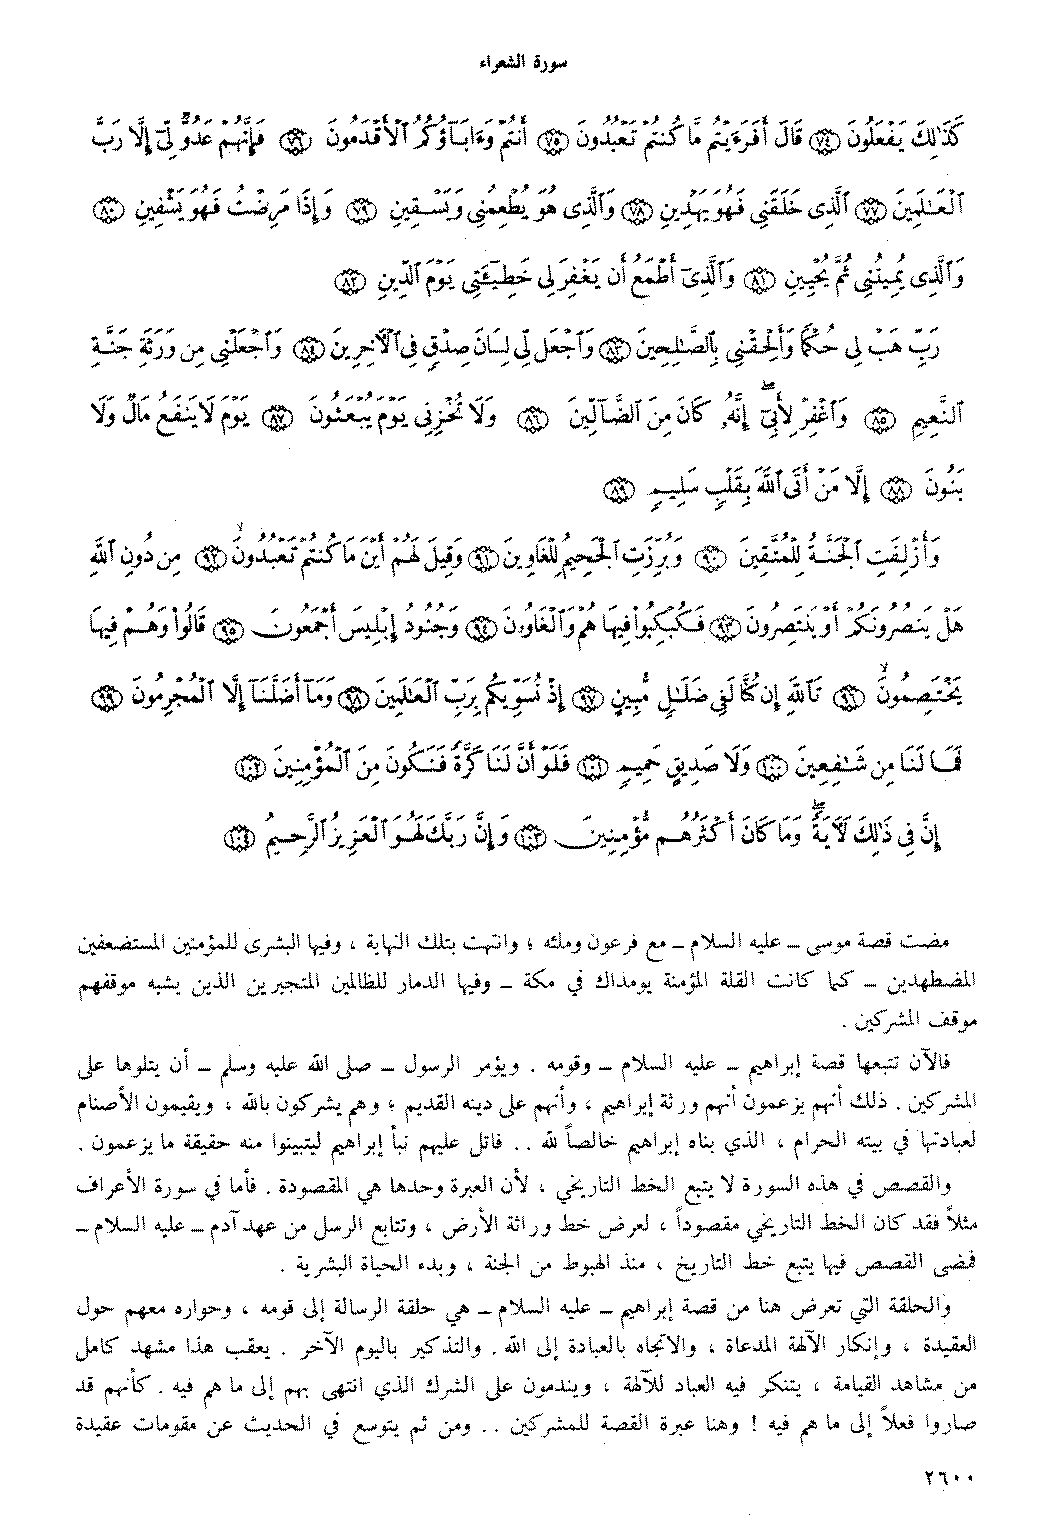 سورة الشعراء
كَذَٰلِكَ يَفْعَلُونَ ﴿٧٤﴾ قَالَ أَفَرَءَيْتُم مَّا كُنتُمْ تَعْبُدُونَ ﴿٧٥﴾ أَنتُمْ وَءَابَآؤُكُمُ ٱلْأَقْدَمُونَ ﴿٧٦﴾ فَإِنَّهُمْ عَدُوٌّ لِّىٓ إِلَّا رَبَّ
ٱلْعَٰلَمِينَ ﴿٧٧﴾ ٱلَّذِى خَلَقَنِى فَهُوَ يَهْدِينِ ﴿٧٨﴾ وَٱلَّذِى هُوَ يُطْعِمُنِى وَيَسْقِينِ ﴿٧٩﴾ وَإِذَا مَرِضْتُ فَهُوَ يَشْفِينِ ﴿٨٠﴾
وَٱلَّذِى يُمِيتُنِى ثُمَّ يُحْيِينِ ﴿٨١﴾ وَٱلَّذِىٓ أَطْمَعُ أَن يَغْفِرَ لِى خَطِيٓـَٔتِى يَوْمَ ٱلدِّينِ ﴿٨٢﴾
رَبِّ هَبْ لِى حُكْمًا وَأَلْحِقْنِى بِٱلصَّٰلِحِينَ ﴿٨٣﴾ وَٱجْعَل لِّى لِسَانَ صِدْقٍ فِى ٱلْآخِرِينَ ﴿٨٤﴾ وَٱجْعَلْنِى مِن وَرَثَةِ جَنَّةِ
ٱلنَّعِيمِ ﴿٨٥﴾ وَٱغْفِرْ لِأَبِىٓ ۖ إِنَّهُۥ كَانَ مِنَ ٱلضَّآلِّينَ ﴿٨٦﴾ وَلَا تُخْزِنِى يَوْمَ يُبْعَثُونَ ﴿٨٧﴾ يَوْمَ لَا يَنفَعُ مَالٌ وَلَا
بَنُونَ ﴿٨٨﴾ إِلَّا مَنْ أَتَى ٱللَّهَ بِقَلْبٍ سَلِيمٍ ﴿٨٩﴾
وَأُزْلِفَتِ ٱلْجَنَّةُ لِلْمُتَّقِينَ ﴿٩٠﴾ وَبُرِّزَتِ ٱلْجَحِيمُ لِلْغَاوِينَ ﴿٩١﴾ وَقِيلَ لَهُمْ أَيْنَ مَا كُنتُمْ تَعْبُدُونَ ۙ ﴿٩٢﴾ مِن دُونِ ٱللَّهِ
هَلْ يَنصُرُونَكُمْ أَوْ يَنتَصِرُونَ ﴿٩٣﴾ فَكُبْكِبُوا۟ فِيهَا هُمْ وَٱلْغَاوُۥنَ ﴿٩٤﴾ وَجُنُودُ إِبْلِيسَ أَجْمَعُونَ ﴿٩٥﴾ قَالُوا۟ وَهُمْ فِيهَا
يَخْتَصِمُونَ ۙ ﴿٩٦﴾ تَٱللَّهِ إِن كُنَّا لَفِى ضَلَٰلٍ مُّبِينٍ ﴿٩٧﴾ إِذْ نُسَوِّيكُم بِرَبِّ ٱلْعَٰلَمِينَ ﴿٩٨﴾ وَمَآ أَضَلَّنَآ إِلَّا ٱلْمُجْرِمُونَ ﴿٩٩﴾
فَمَا لَنَا مِن شَٰفِعِينَ ﴿١٠٠﴾ وَلَا صَدِيقٍ حَمِيمٍ ﴿١٠١﴾ فَلَوْ أَنَّ لَنَا كَرَّةً فَنَكُونَ مِنَ ٱلْمُؤْمِنِينَ ﴿١٠٢﴾
إِنَّ فِى ذَٰلِكَ لَآيَةً ۖ وَمَا كَانَ أَكْثَرُهُم مُّؤْمِنِينَ ﴿١٠٣﴾ وَإِنَّ رَبَّكَ لَهُوَ ٱلْعَزِيزُ ٱلرَّحِيمُ ﴿١٠٤﴾
مضت قصة موسى – عليه السلام – مع فرعون وملئه ؛ وانتهت بتلك النهاية ، وفيها البشرى للمؤمنين المستضعفين
المضطهدين – كما كانت القلة المؤمنة يومذاك في مكة – وفيها الدمار للظالمين المتجبرين الذين يشبه موقفهم
موقف المشركين .
فالآن تتبعها قصة إبراهيم – عليه السلام – وقومه . ويؤمر الرسول – صلى الله عليه وسلم – أن يتلوها على
المشركين . ذلك أنهم يزعمون أنهم ورثة إبراهيم ، وأنهم على دينه القديم ؛ وهم يشركون بالله ، ويقيمون الأصنام
لعبادتها في بيته الحرام ، الذي بناه إبراهيم خالصاً لله .. فاتل عليهم نبأ إبراهيم ليتبينوا منه حقيقة ما يزعمون .
والقصص في هذه السورة لا يتبع الخط التاريخي ، لأن العبرة وحدها هي المقصودة . فأما في سورة الأعراف
مثلاً فقد كان الخط التاريخي مقصوداً ، لعرض خط وراثة الأرض ، وتتابع الرسل من عهد آدم – عليه السلام –
فمضى القصص فيها يتبع خط التاريخ ، منذ الهبوط من الجنة ، وبدء الحياة البشرية .
والحلقة التي تعرض هنا من قصة إبراهيم – عليه السلام – هي حلقة الرسالة إلى قومه ، وحواره معهم حول
العقيدة ، وإنكار الآلهة المدعاة ، والاتجاه بالعبادة إلى الله . والتذكير باليوم الآخر . يعقب هذا مشهد كامل
من مشاهد القيامة ، يتنكر فيه العباد للآلهة ، ويندمون على الشرك الذي انتهى بهم إلى ما هم فيه . كأنهم قد
صاروا فعلاً إلى ما هم فيه ! وهنا عبرة القصة للمشركين .. ومن ثم يتوسع في الحديث عن مقومات عقيدة
٢٦٠٠